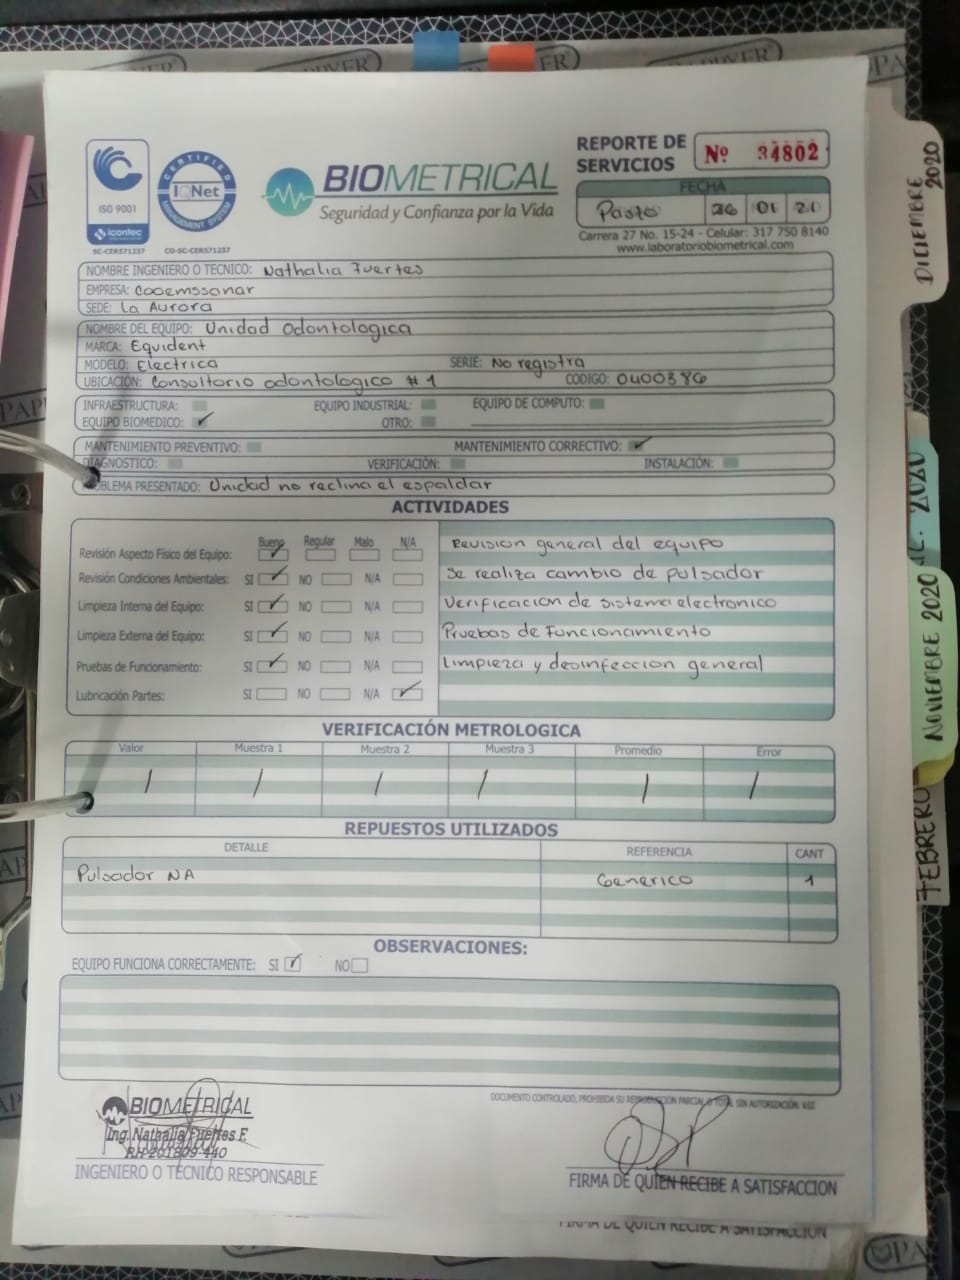 PAPYVER
ER
ISO 9001
icontec
SC-CER571237
CERTIFIED
IQNet
MANAGEMENT SYSTEM
CO-SC-CER571237
BIOMETRICAL
Seguridad y Confianza por la Vida
REPORTE DE SERVICIOS
Nº 34802
FECHA
Pasto 26 01 21
Carrera 27 No. 15-24 - Celular: 317 750 8140
www.laboratoriobiometrical.com
NOMBRE INGENIERO O TECNICO: Nathalia Fuertes
EMPRESA: Cooemssanar
SEDE: La Aurora
NOMBRE DEL EQUIPO: Unidad Odontologica
MARCA: Equident
MODELO: Electrica SERIE: No registra
UBICACIÓN: Consultorio odontologico #1 CÓDIGO: 0400386
INFRAESTRUCTURA: EQUIPO INDUSTRIAL: EQUIPO DE COMPUTO:
EQUIPO BIOMEDICO: ✓ OTRO:
MANTENIMIENTO PREVENTIVO: MANTENIMIENTO CORRECTIVO: ✓
DIAGNOSTICO: VERIFICACIÓN: INSTALACIÓN:
PROBLEMA PRESENTADO: Unidad no reclina el espaldar
ACTIVIDADES
Bueno Regular Malo N/A
Revisión Aspecto Físico del Equipo: ✓
Revisión Condiciones Ambientales: SI ✓ NO N/A
Limpieza Interna del Equipo: SI ✓ NO N/A
Limpieza Externa del Equipo: SI ✓ NO N/A
Pruebas de Funcionamiento: SI ✓ NO N/A
Lubricación Partes: SI NO N/A ✓
Revision general del equipo
Se realiza cambio de pulsador
Verificacion de sistema electronico
Pruebas de Funcionamiento
Limpieza y desinfeccion general
VERIFICACIÓN METROLOGICA
Valor Muestra 1 Muestra 2 Muestra 3 Promedio Error
/ / / / / /
REPUESTOS UTILIZADOS
DETALLE REFERENCIA CANT
Pulsador NA Generico 1
OBSERVACIONES:
EQUIPO FUNCIONA CORRECTAMENTE: SI ✓ NO
DOCUMENTO CONTROLADO, PROHIBIDA SU REPRODUCCION PARCIAL O TOTAL SIN AUTORIZACIÓN.
BIOMETRICAL
Ing. Nathalia Fuertes F.
RH-201809-440
INGENIERO O TÉCNICO RESPONSABLE
FIRMA DE QUIEN RECIBE A SATISFACCION
FIRMA DE QUIEN RECIBE A SATISFACCION
DICIEMBRE 2020
2020
NOVIEMBRE 2020
FEBRERO